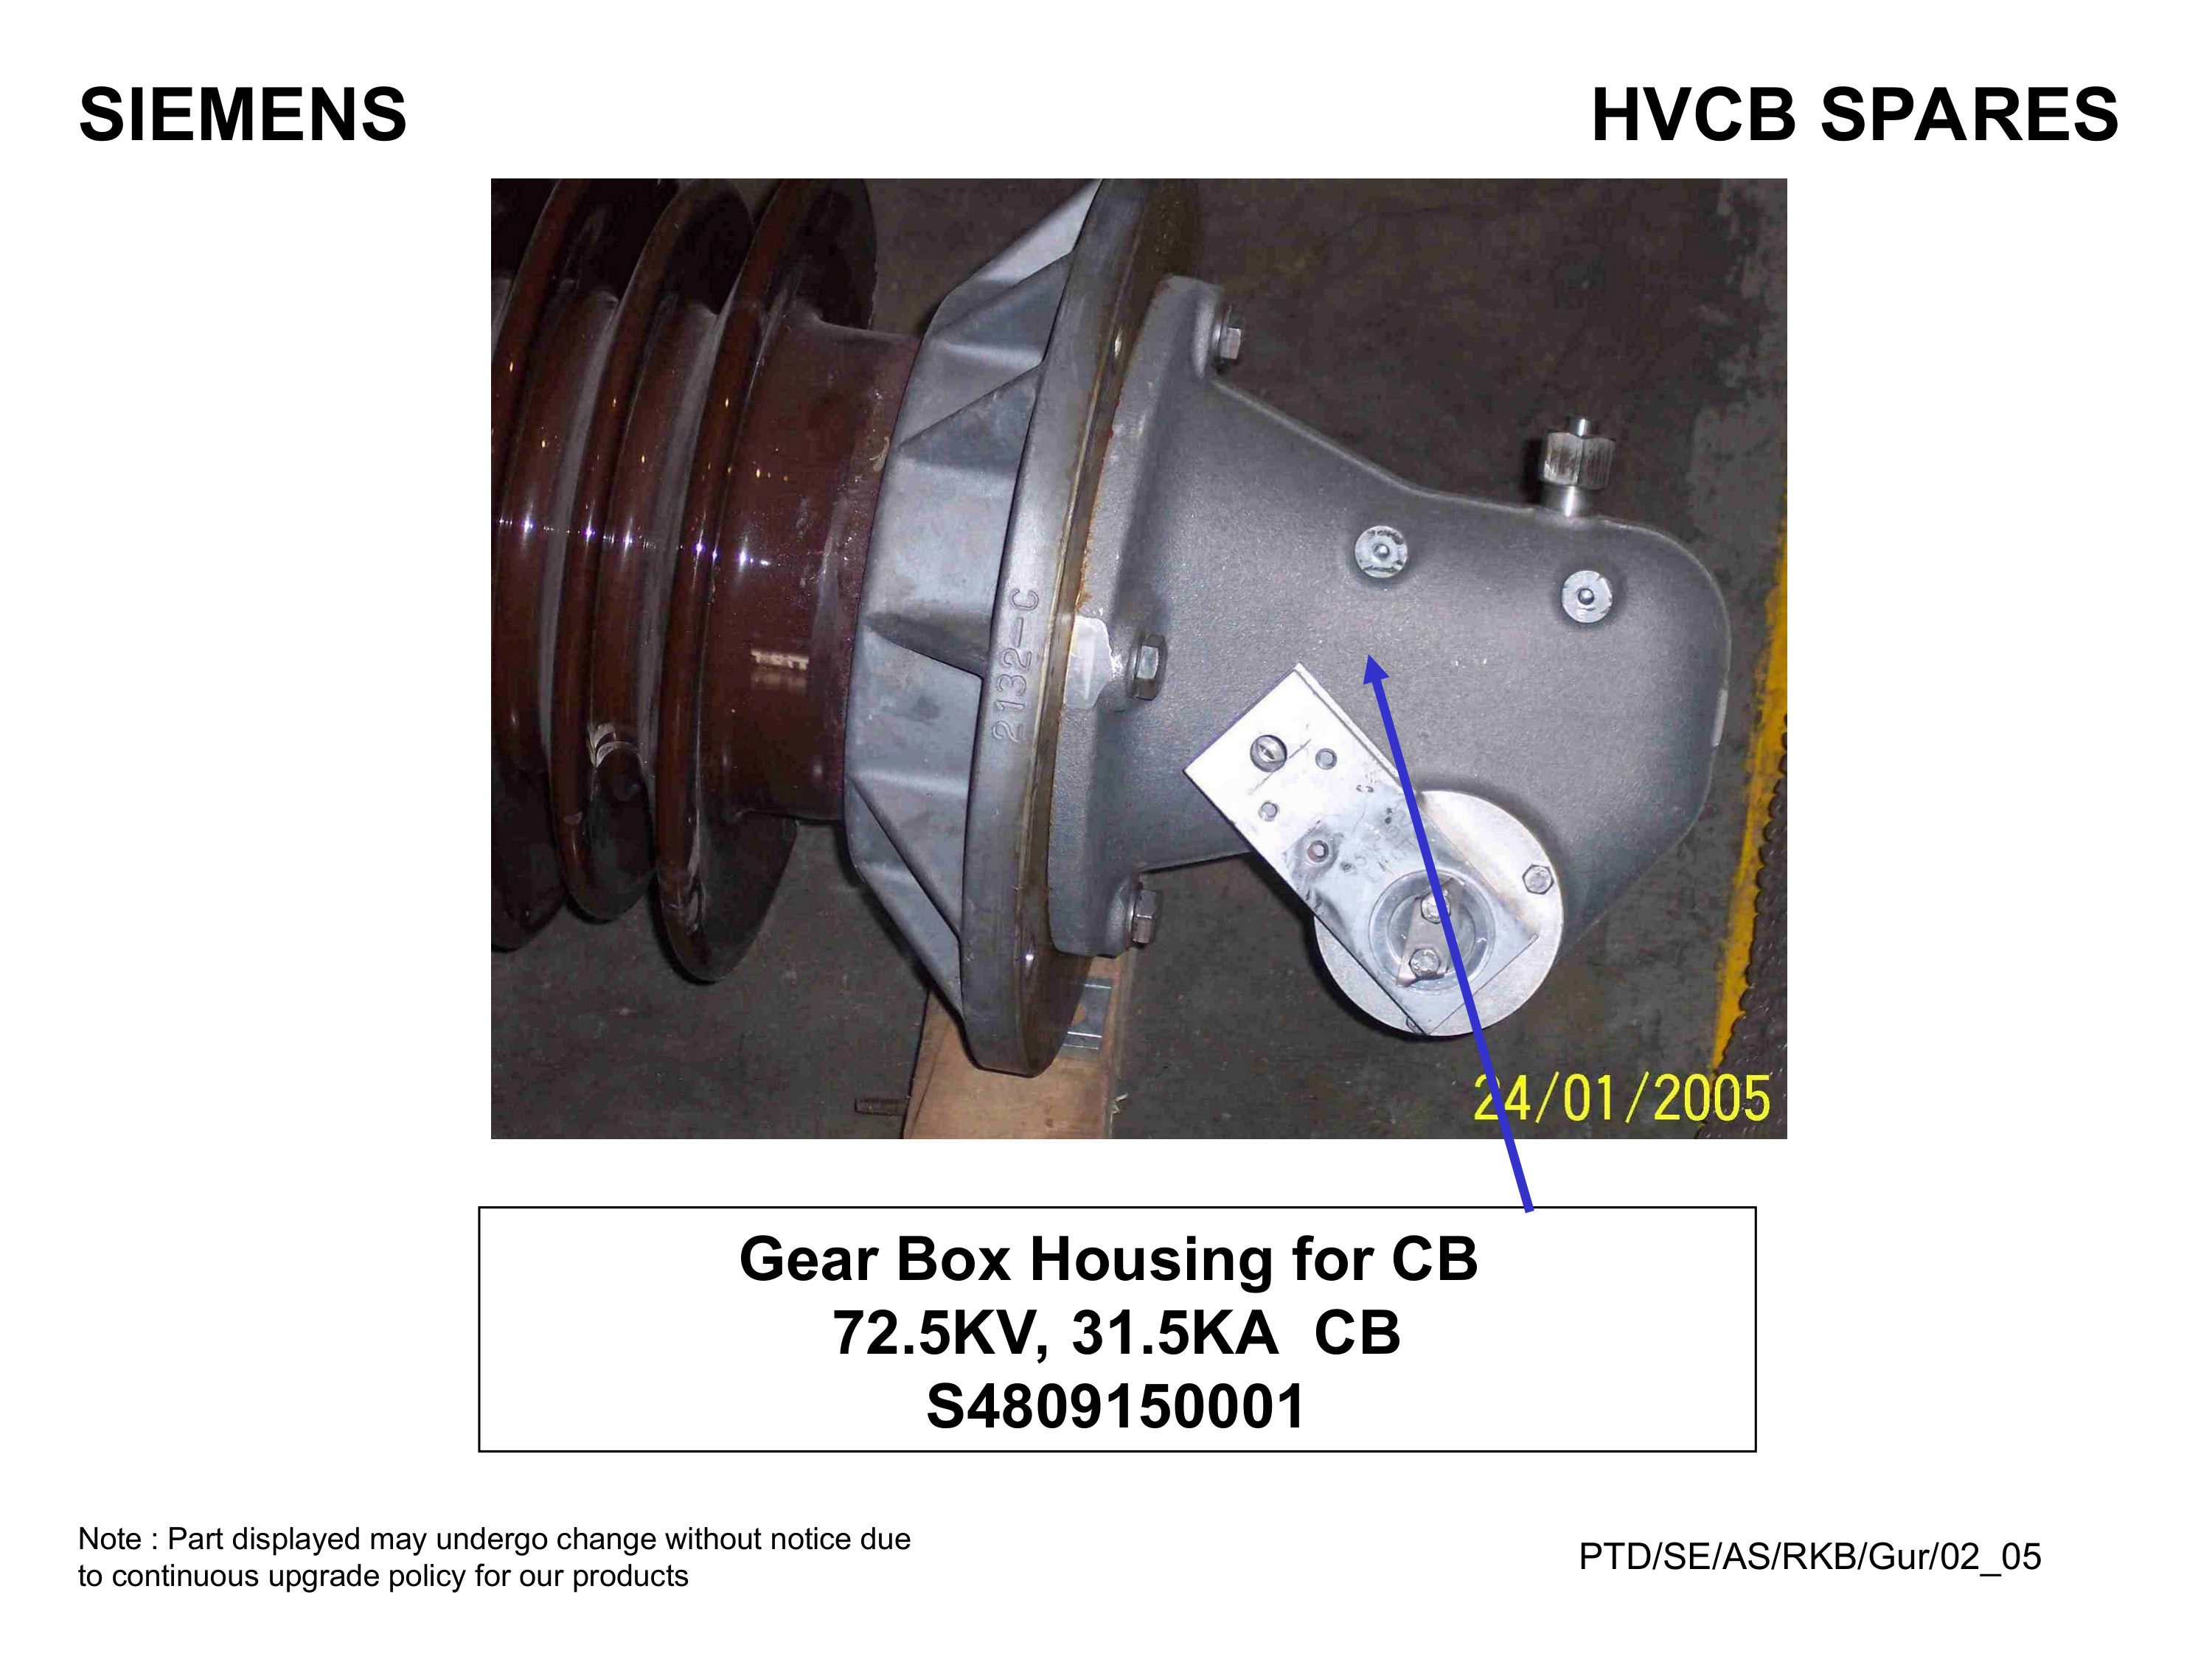 SIEMENS
HVCB SPARES
2132-C
24/01/2005
Gear Box Housing for CB
72.5KV, 31.5KA  CB
S4809150001
Note : Part displayed may undergo change without notice due
to continuous upgrade policy for our products
PTD/SE/AS/RKB/Gur/02_05